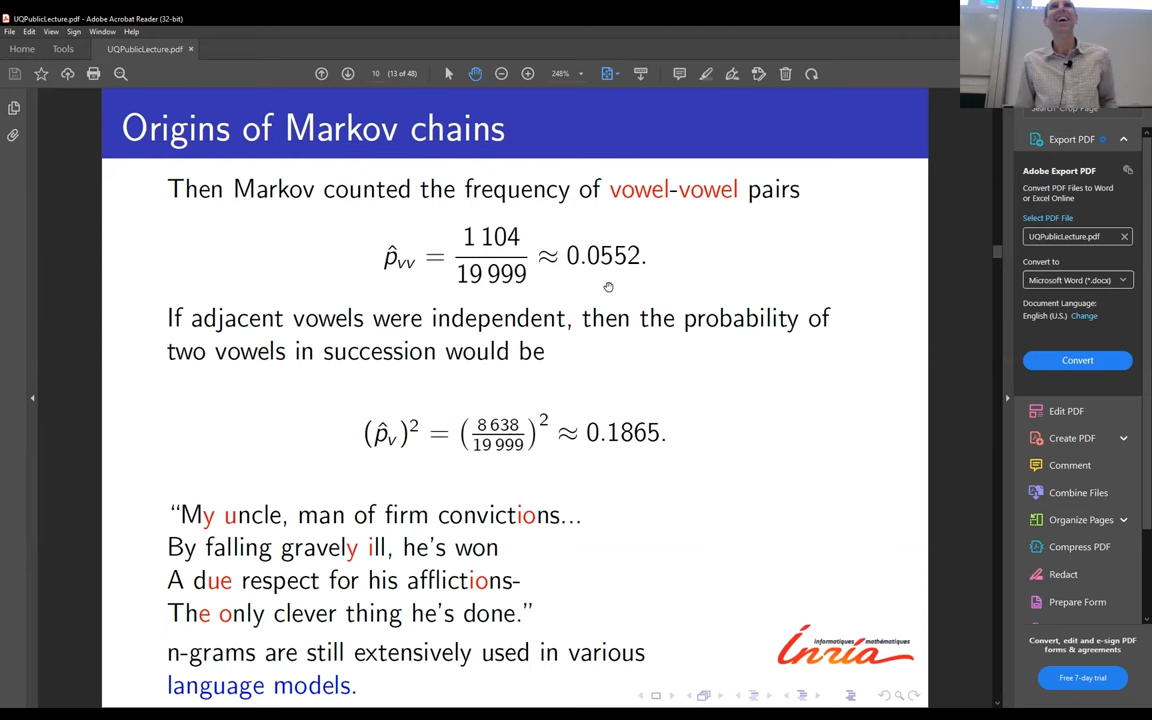 UQPublicLecture.pdf - Adobe Acrobat Reader (32-bit)
File Edit View Sign Window Help
Home Tools UQPublicLecture.pdf ×
10 (13 of 48) 248%
Export PDF
Adobe Export PDF
Convert PDF Files to Word
or Excel Online
Select PDF File
UQPublicLecture.pdf
Convert to
Microsoft Word (*.docx)
Document Language:
English (U.S.) Change
Convert
Edit PDF
Create PDF
Comment
Combine Files
Organize Pages
Compress PDF
Redact
Prepare Form
Convert, edit and e-sign PDF
forms & agreements
Free 7-day trial
Origins of Markov chains
Then Markov counted the frequency of vowel-vowel pairs
p̂vv = 1 104 / 19 999 ≈ 0.0552.
If adjacent vowels were independent, then the probability of
two vowels in succession would be
(p̂v)² = (8 638 / 19 999)² ≈ 0.1865.
“My uncle, man of firm convictions...
By falling gravely ill, he's won
A due respect for his afflictions-
The only clever thing he's done.”
n-grams are still extensively used in various
language models.
informatiques mathématiques
Inria